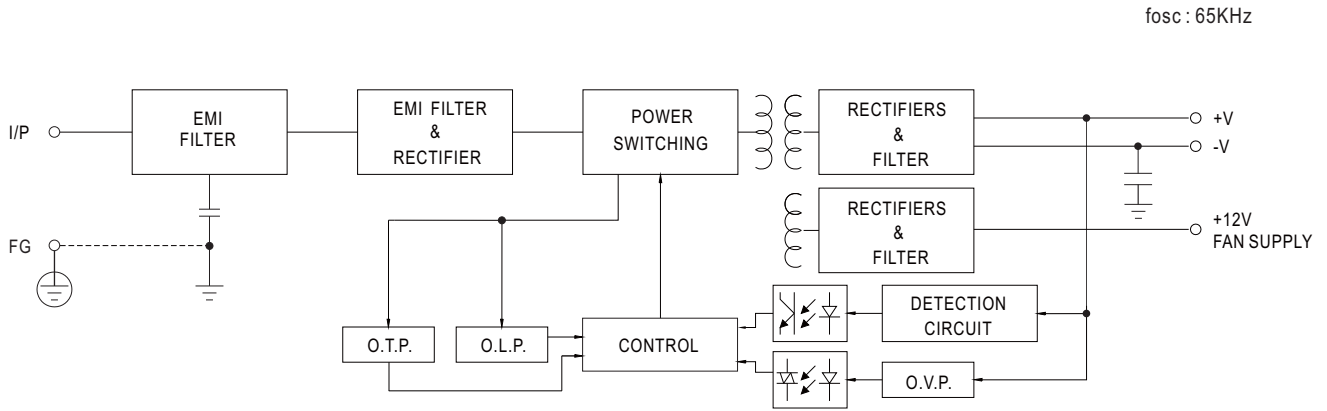 fosc : 65KHz
I/P
EMI
FILTER
EMI FILTER
&
RECTIFIER
POWER
SWITCHING
RECTIFIERS
&
FILTER
+V
-V
RECTIFIERS
&
FILTER
+12V
FAN SUPPLY
FG
DETECTION
CIRCUIT
O.T.P.
O.L.P.
CONTROL
O.V.P.